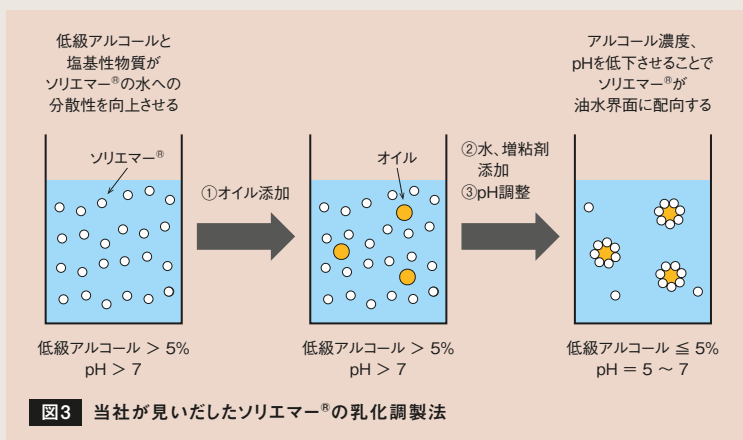 低級アルコールと
塩基性物質が
ソリエマー®の水への
分散性を向上させる
アルコール濃度、
pHを低下させることで
ソリエマー®が
油水界面に配向する
ソリエマー®
①オイル添加
オイル
②水、増粘剤
添加
③pH調整
低級アルコール > 5%
pH > 7
低級アルコール > 5%
pH > 7
低級アルコール ≦ 5%
pH = 5 ~ 7
図3 当社が見いだしたソリエマー®の乳化調製法